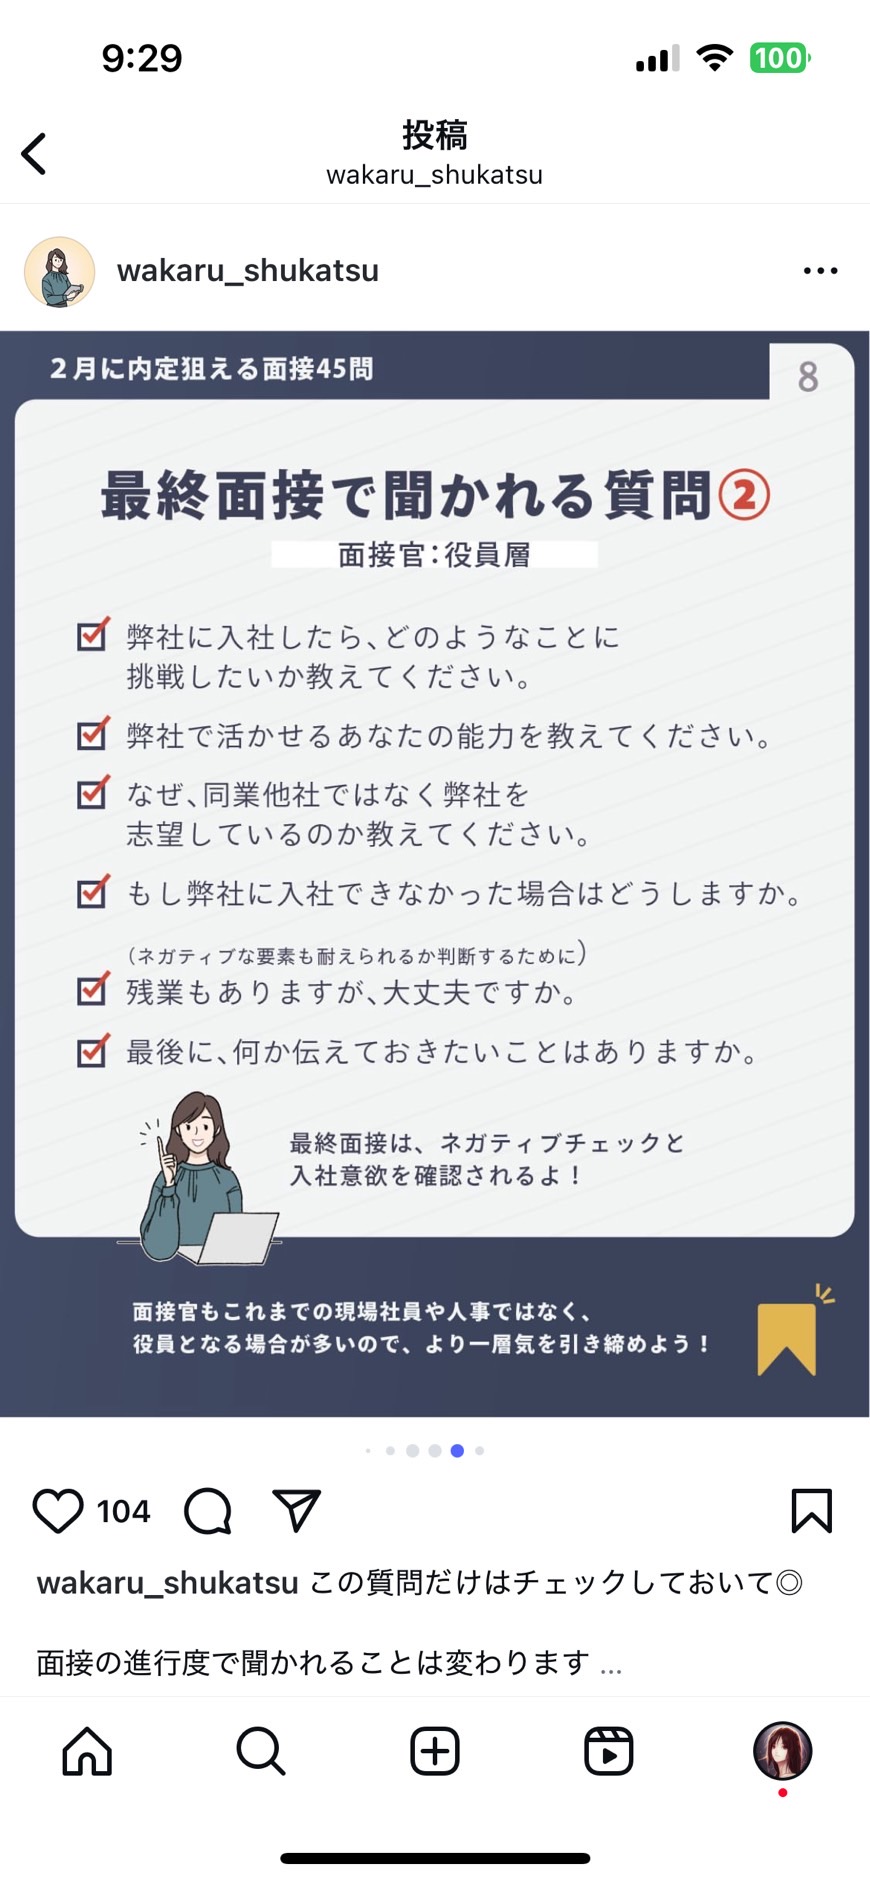 9:29
100
投稿
wakaru_shukatsu
wakaru_shukatsu
2月に内定狙える面接45問
8
最終面接で聞かれる質問②
面接官：役員層
弊社に入社したら、どのようなことに
挑戦したいか教えてください。
弊社で活かせるあなたの能力を教えてください。
なぜ、同業他社ではなく弊社を
志望しているのか教えてください。
もし弊社に入社できなかった場合はどうしますか。
（ネガティブな要素も耐えられるか判断するために）
残業もありますが、大丈夫ですか。
最後に、何か伝えておきたいことはありますか。
最終面接は、ネガティブチェックと
入社意欲を確認されるよ！
面接官もこれまでの現場社員や人事ではなく、
役員となる場合が多いので、より一層気を引き締めよう！
104
wakaru_shukatsu この質問だけはチェックしておいて◎
面接の進行度で聞かれることは変わります ...